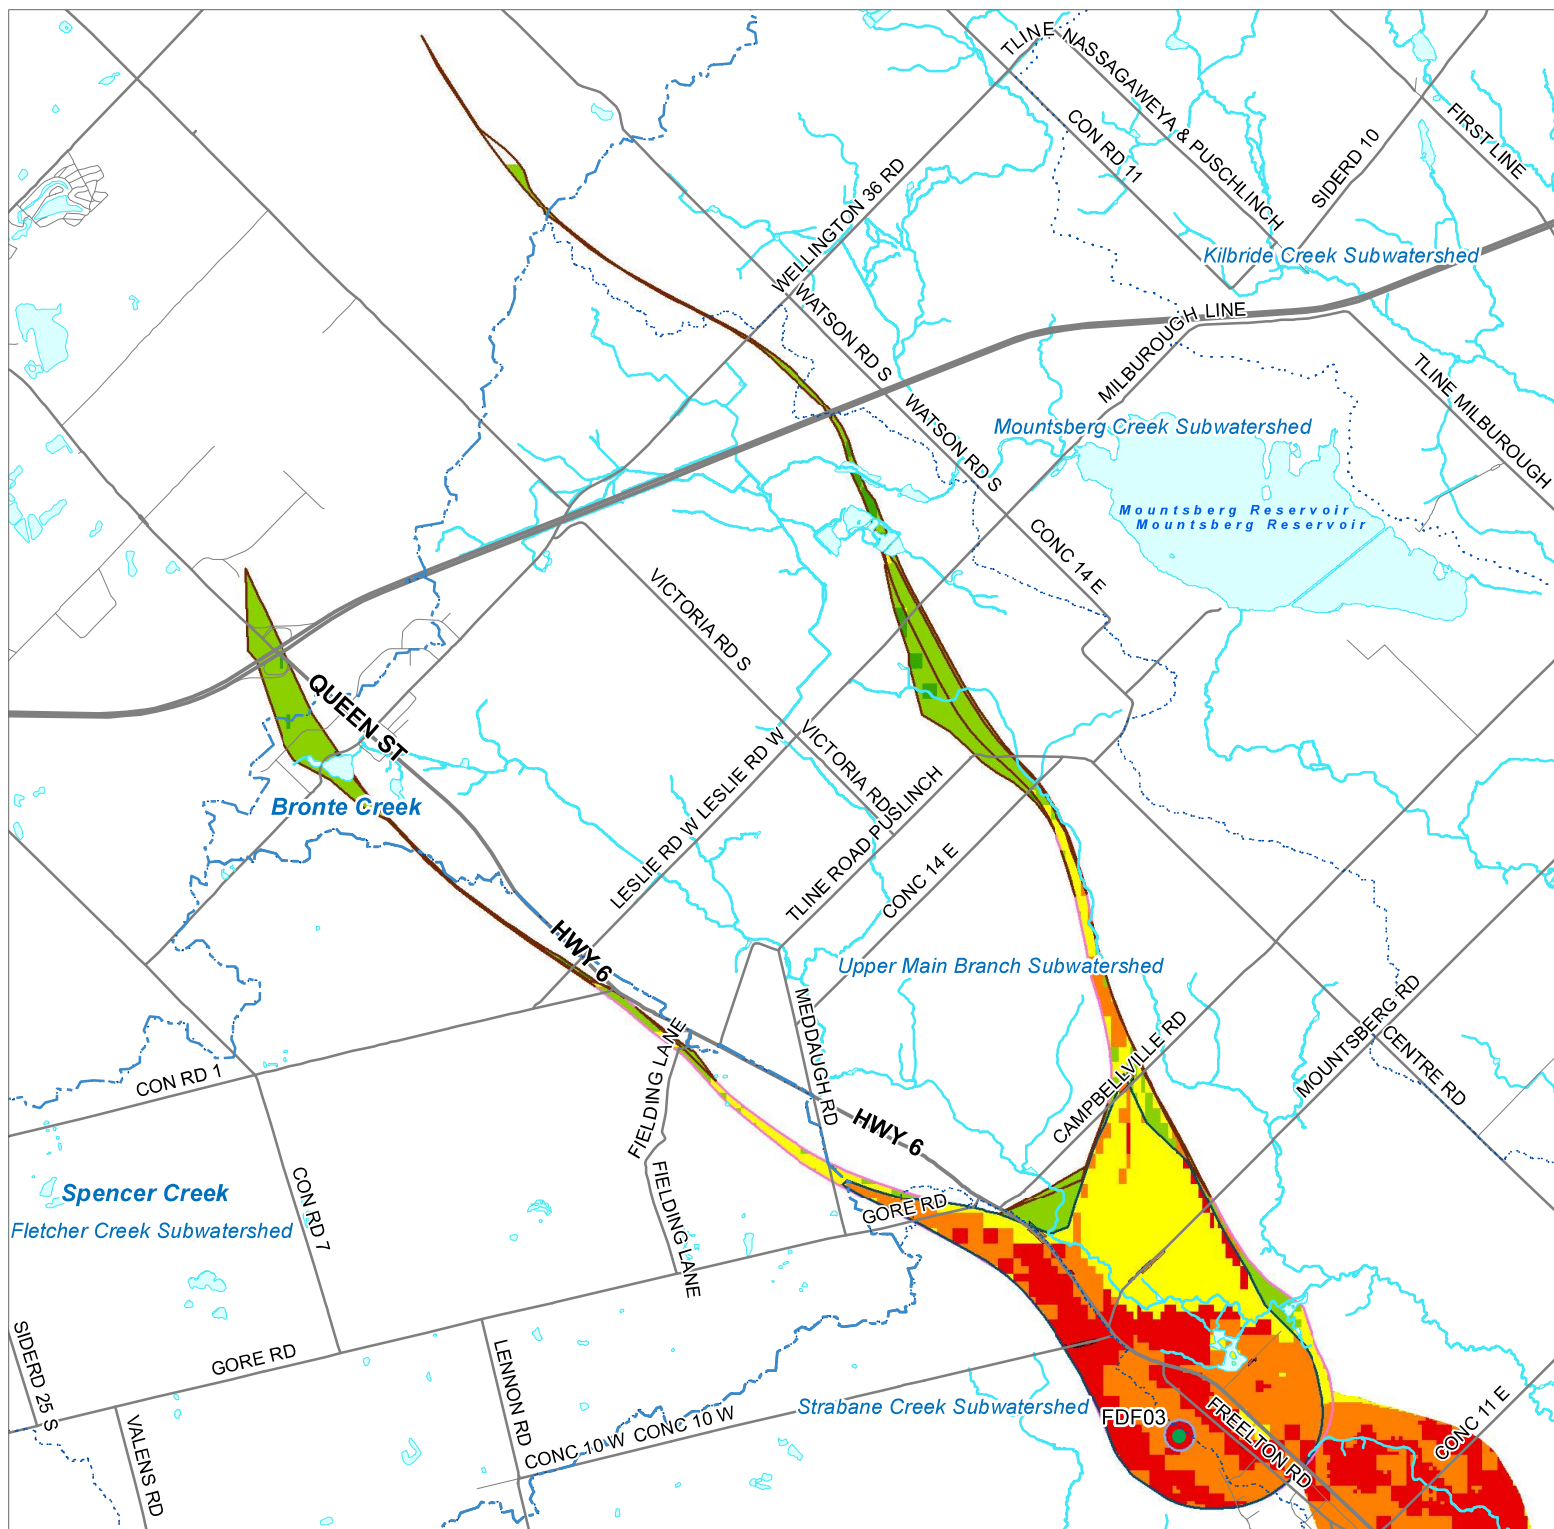 TLINE
NASSAGAWEYA & PUSCHLINCH
CON RD 11
FIRST LINE
SIDERD 10
WELLINGTON 36 RD
Kilbride Creek Subwatershed
WATSON RD S
MILBUROUGH LINE
TLINE MILBUROUGH
WATSON RD S
Mountsberg Creek Subwatershed
Mountsberg Reservoir
Mountsberg Reservoir
CONC 14 E
VICTORIA RD S
QUEEN ST
VICTORIA RD S
LESLIE RD W LESLIE RD W
Bronte Creek
TLINE ROAD PUSLINCH
CONC 14 E
HWY 6
Upper Main Branch Subwatershed
MEDDAUGH RD
MOUNTSBERG RD
CENTRE RD
CAMPBELLVILLE RD
CON RD 1
FIELDING LANE
HWY 6
Spencer Creek
Fletcher Creek Subwatershed
CON RD 7
FIELDING LANE
GORE RD
SIDERD 25 S
GORE RD
LENNON RD
Strabane Creek Subwatershed
FDF03
FREELTON RD
CONC 11 E
VALENS RD
CONC 10 W CONC 10 W